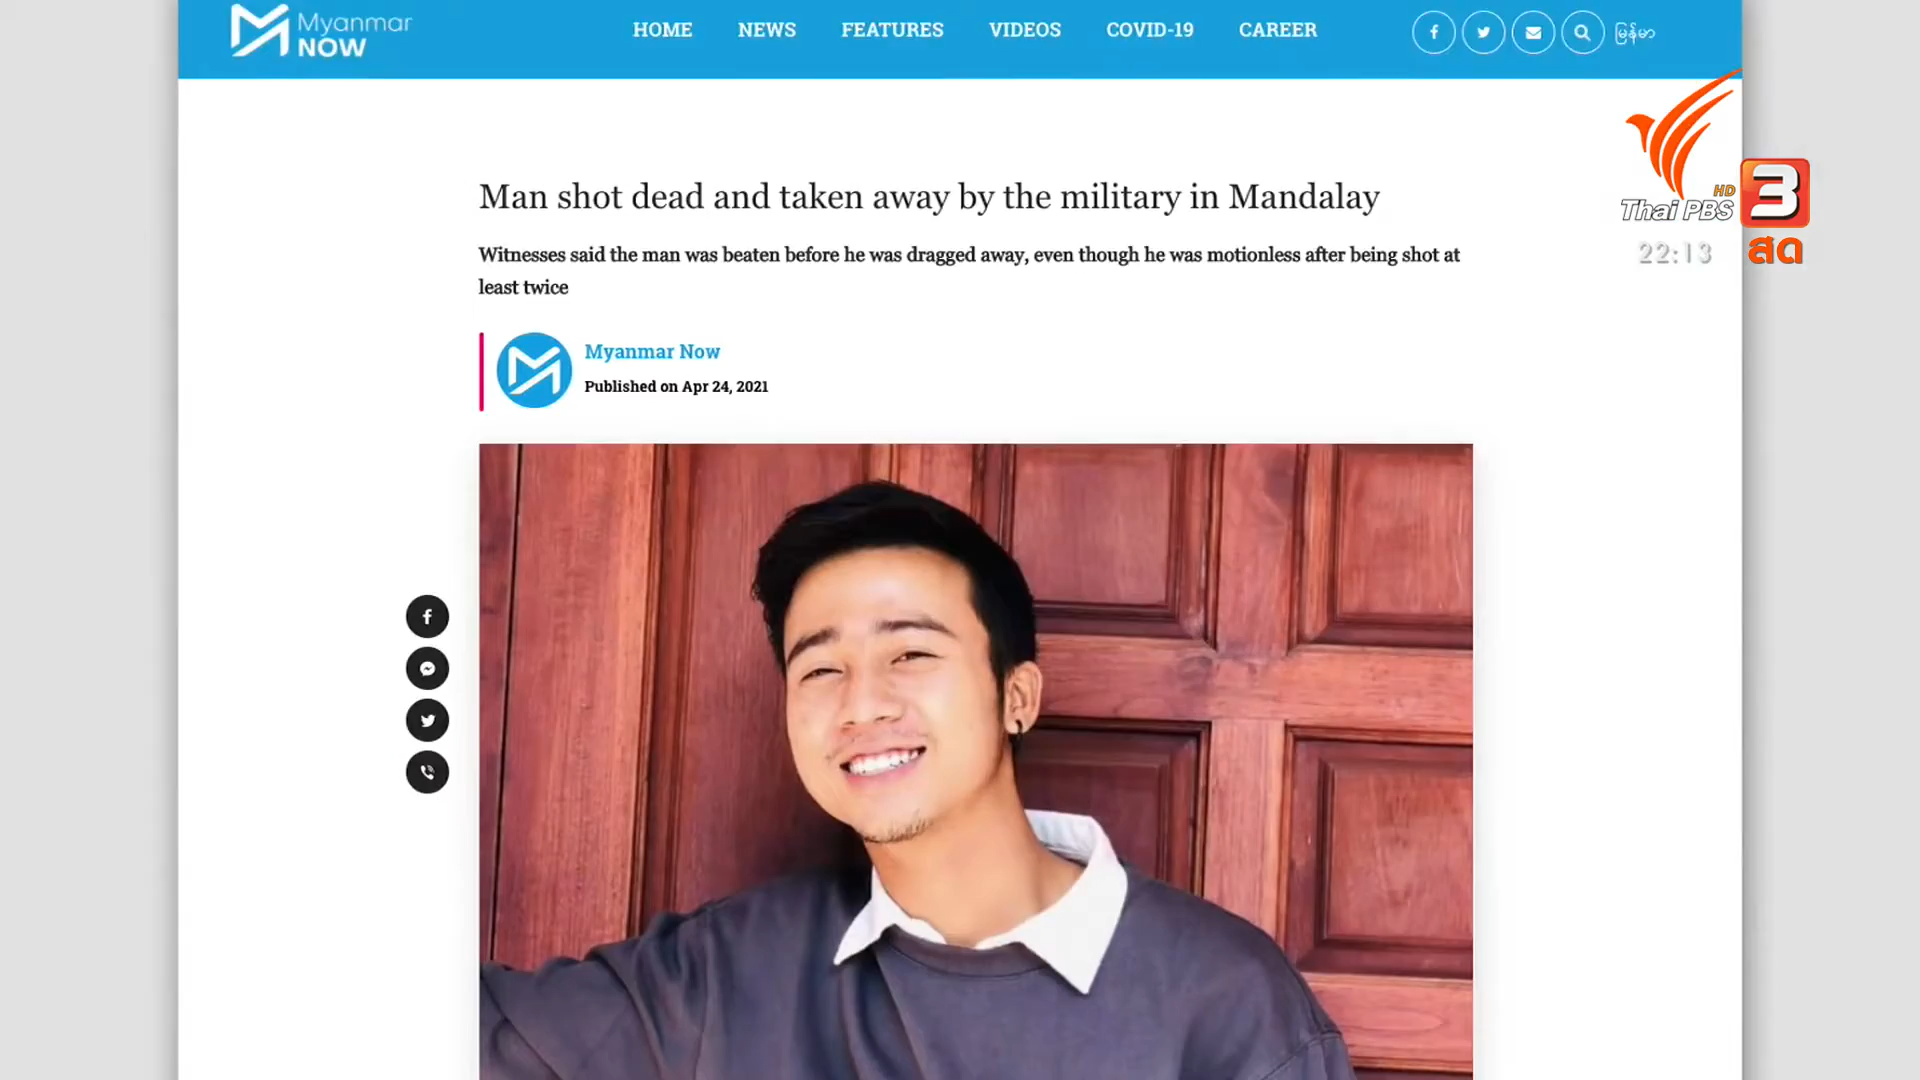 Myanmar
NOW
HOME NEWS FEATURES VIDEOS COVID-19 CAREER
မြန်မာ
HD
Thai PBS 3
22:13 สด
Man shot dead and taken away by the military in Mandalay
Witnesses said the man was beaten before he was dragged away, even though he was motionless after being shot at
least twice
Myanmar Now
Published on Apr 24, 2021